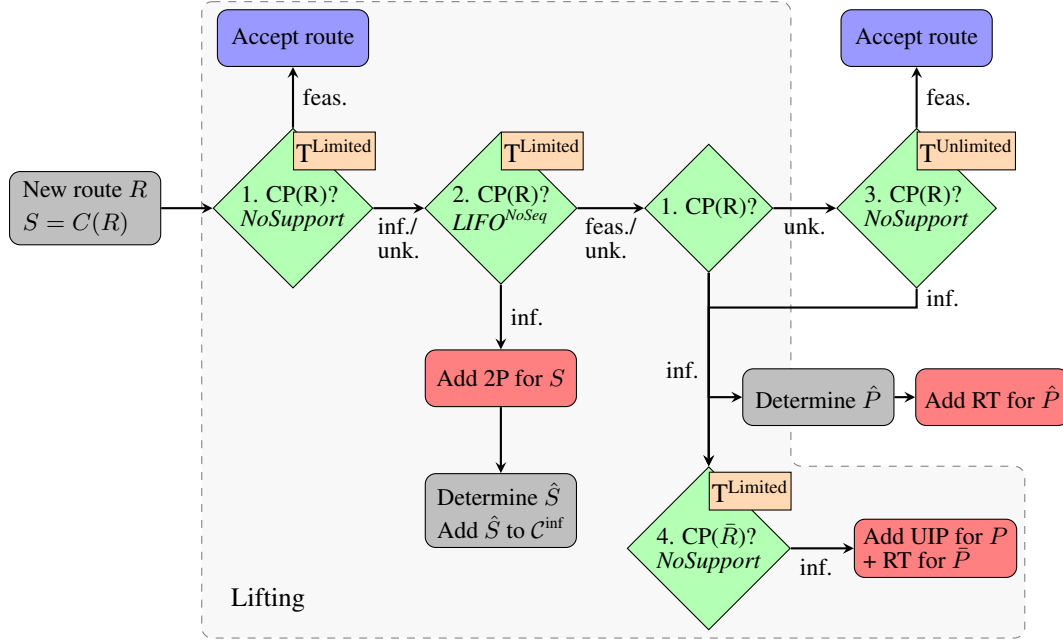 Accept route
Accept route
feas.
feas.
T^Limited
T^Limited
T^Unlimited
New route R
S = C(R)
1. CP(R)?
NoSupport
inf./
unk.
2. CP(R)?
LIFO^NoSeq
feas./
unk.
1. CP(R)?
unk.
3. CP(R)?
NoSupport
inf.
inf.
Add 2P for S
inf.
Determine P̂
Add RT for P̂
Determine Ŝ
Add Ŝ to 𝒞^inf
T^Limited
4. CP(R̄)?
NoSupport
inf.
Add UIP for P
+ RT for P̄
Lifting